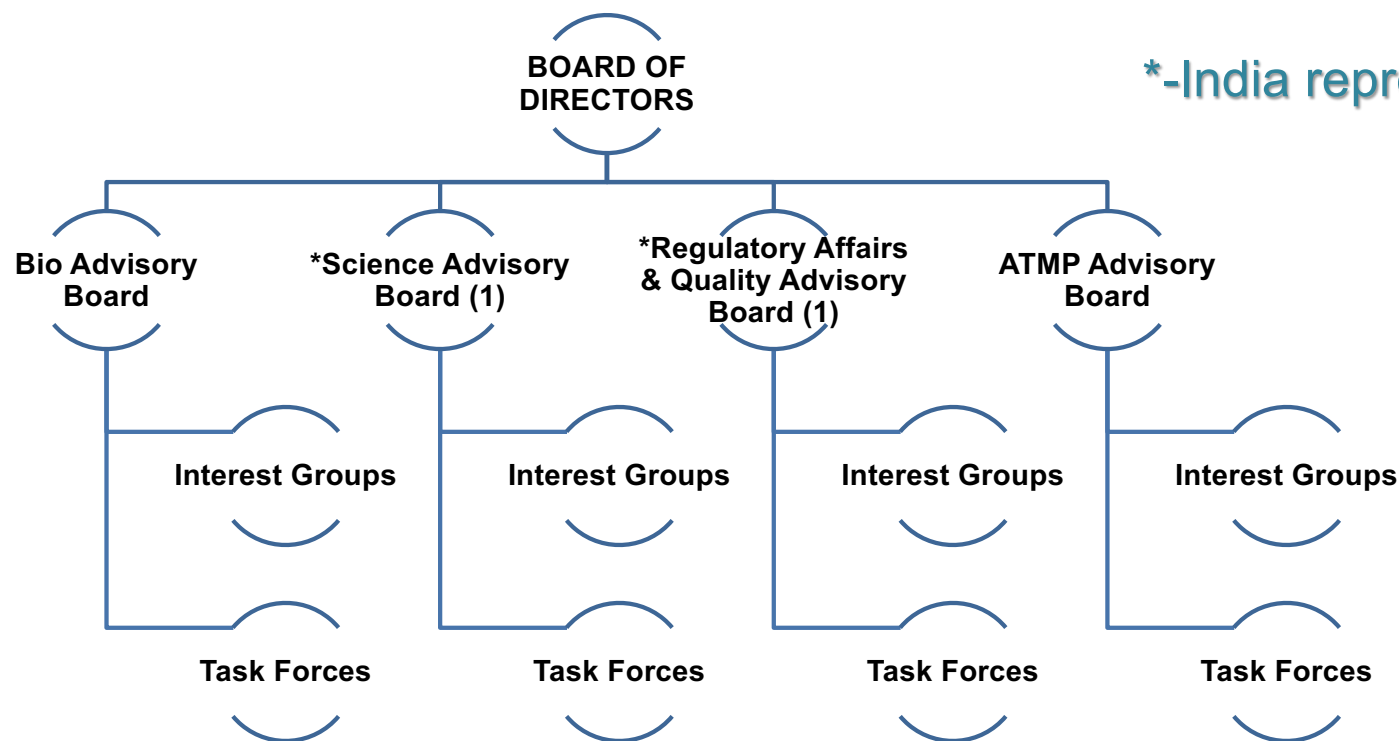 BOARD OF
DIRECTORS
*-India repr
Bio Advisory
Board
*Science Advisory
Board (1)
*Regulatory Affairs
& Quality Advisory
Board (1)
ATMP Advisory
Board
Interest Groups
Interest Groups
Interest Groups
Interest Groups
Task Forces
Task Forces
Task Forces
Task Forces